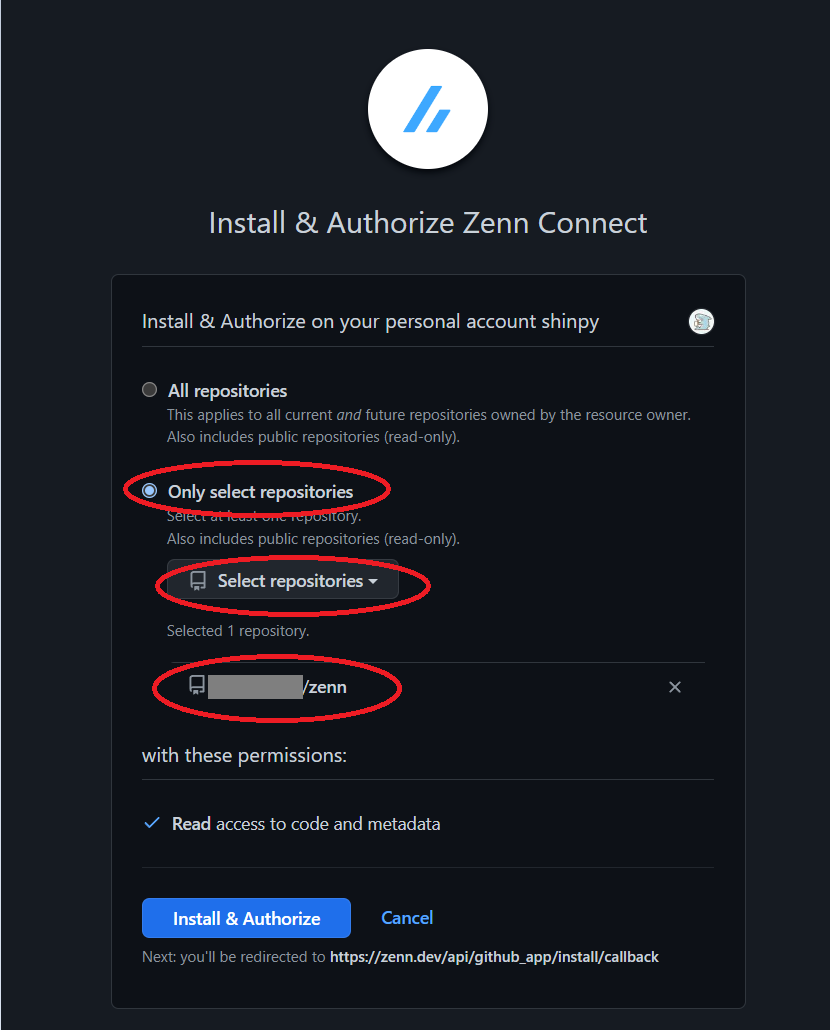 Install & Authorize Zenn Connect
Install & Authorize on your personal account shinpy
All repositories
This applies to all current and future repositories owned by the resource owner.
Also includes public repositories (read-only).
Only select repositories
Select at least one repository.
Also includes public repositories (read-only).
Select repositories
Selected 1 repository.
/zenn
with these permissions:
Read access to code and metadata
Install & Authorize Cancel
Next: you'll be redirected to https://zenn.dev/api/github_app/install/callback